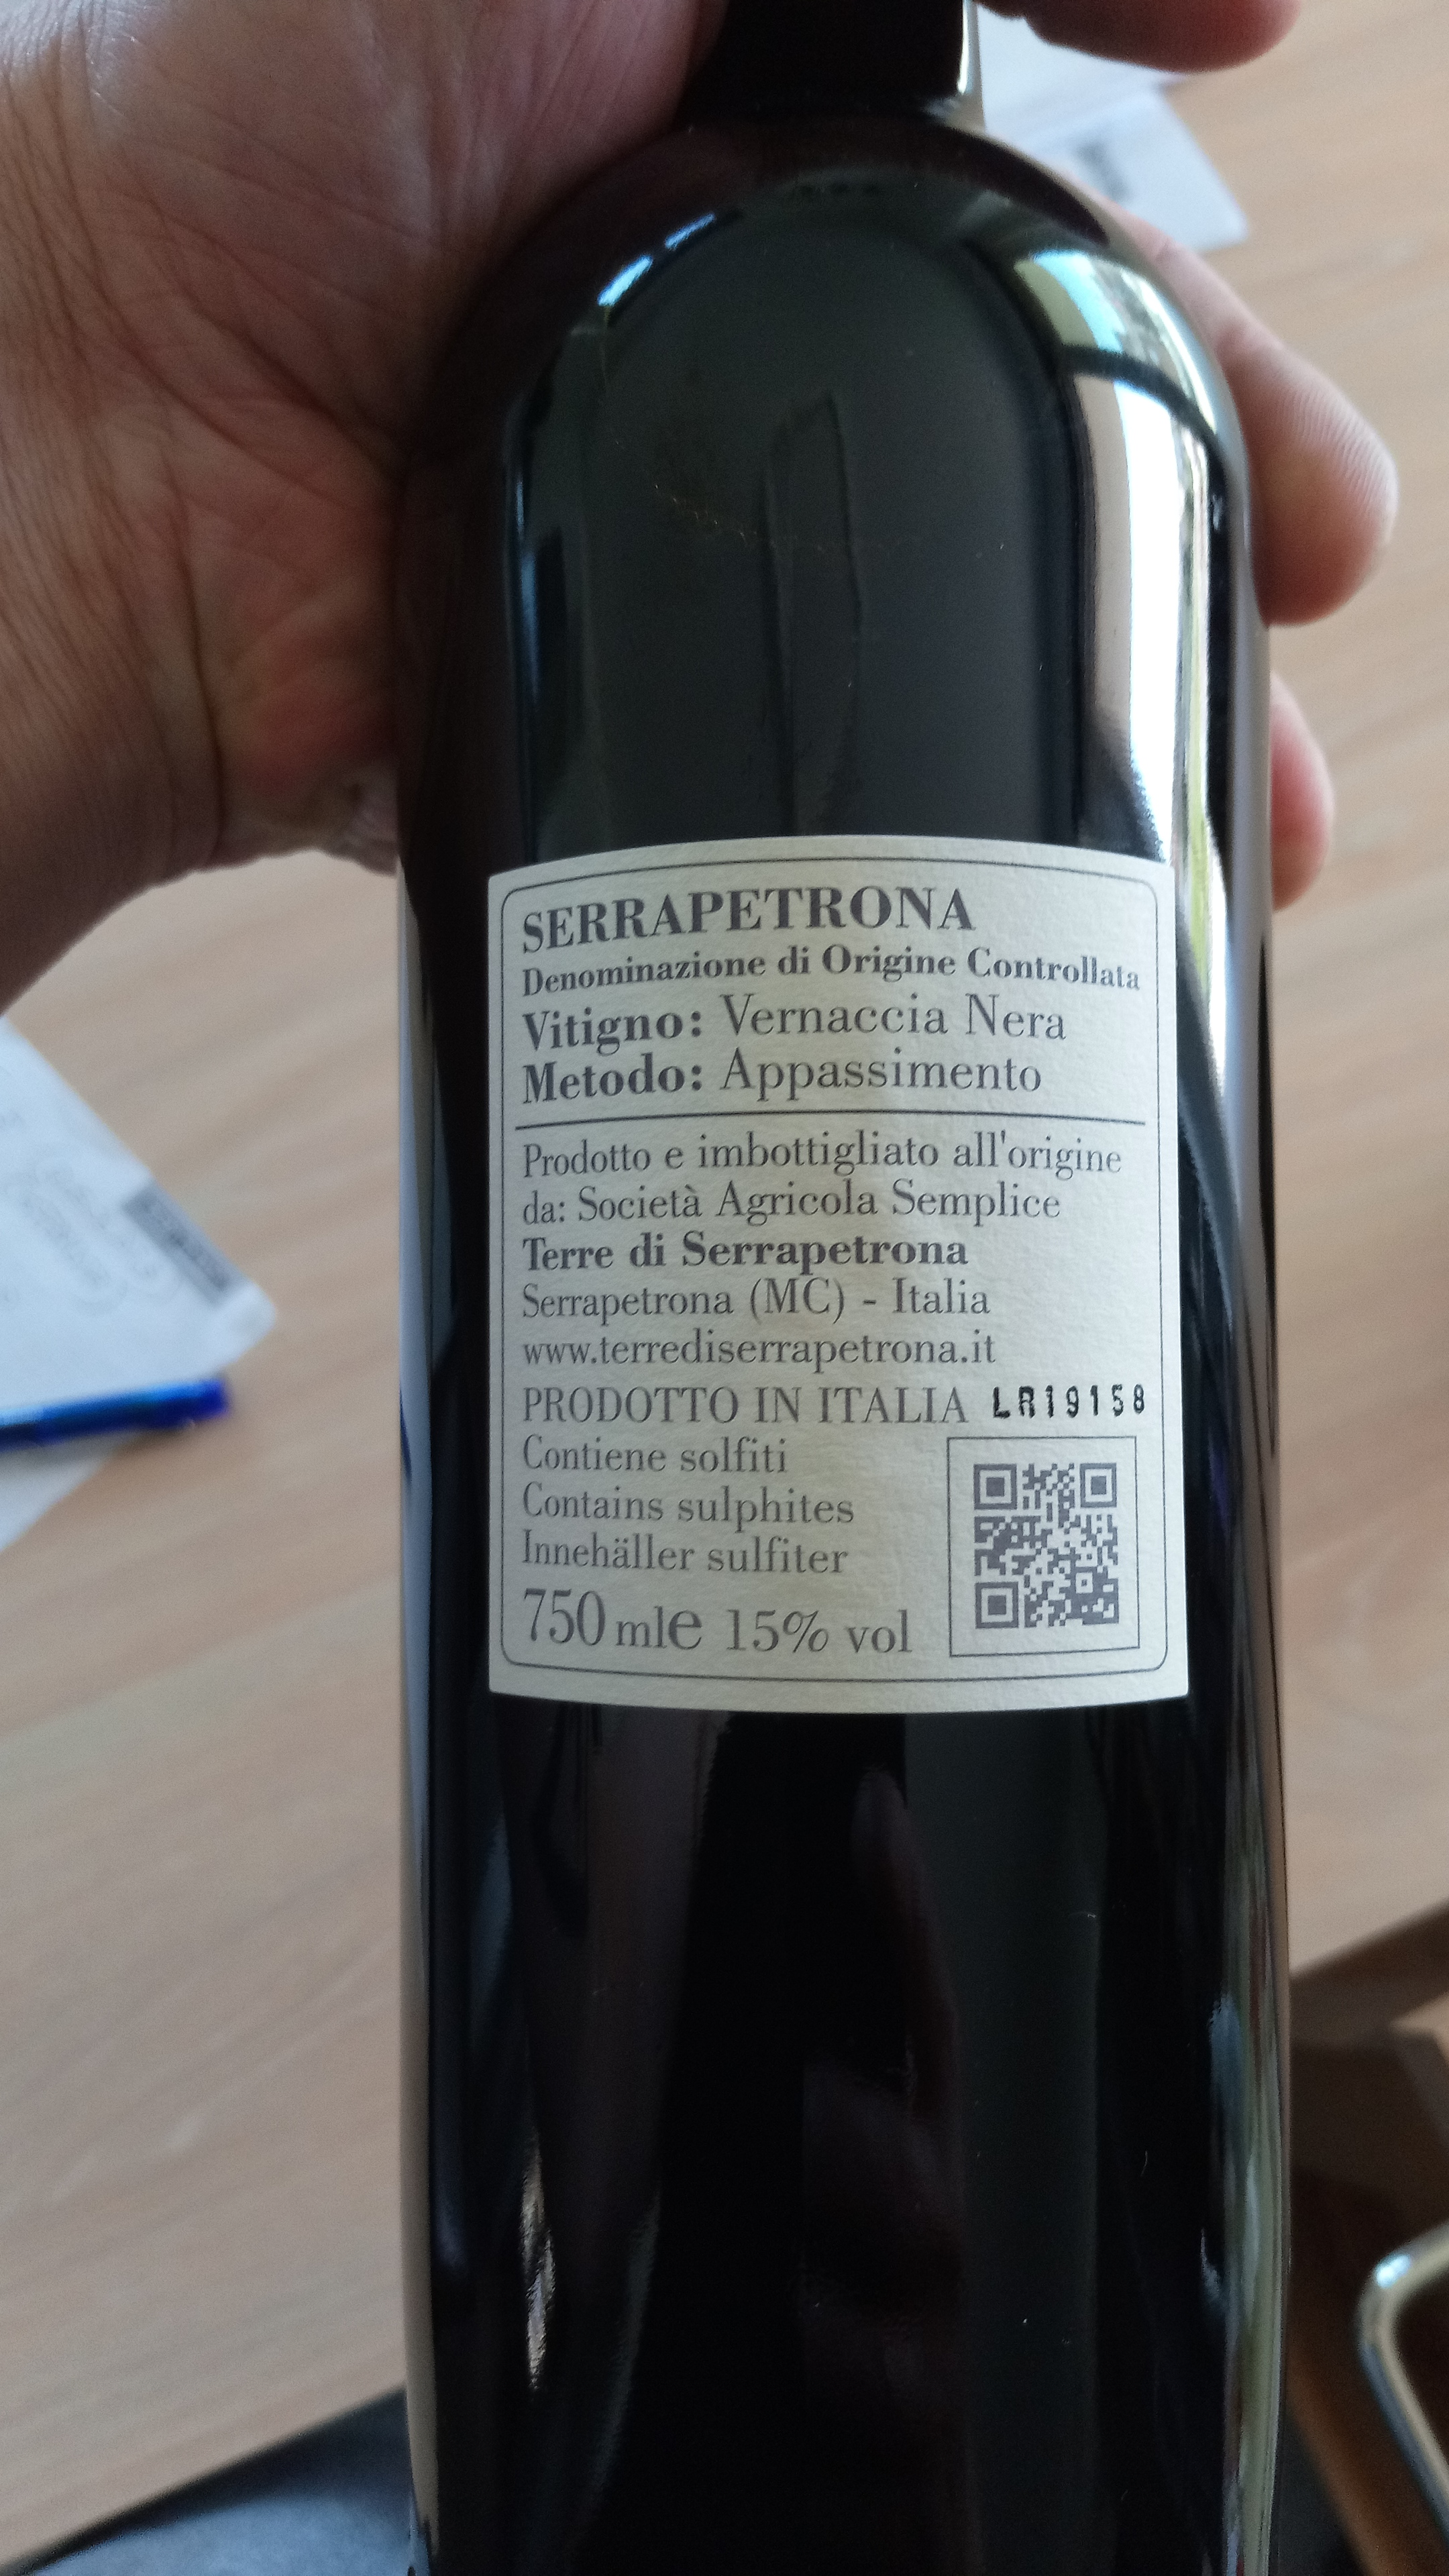 SERRAPETRONA
Denominazione di Origine Controllata
Vitigno: Vernaccia Nera
Metodo: Appassimento
Prodotto e imbottigliato all'origine
da: Società Agricola Semplice
Terre di Serrapetrona
Serrapetrona (MC) - Italia
www.terrediserrapetrona.it
PRODOTTO IN ITALIA LR19158
Contiene solfiti
Contains sulphites
Innehäller sulfiter
750 mle 15% vol